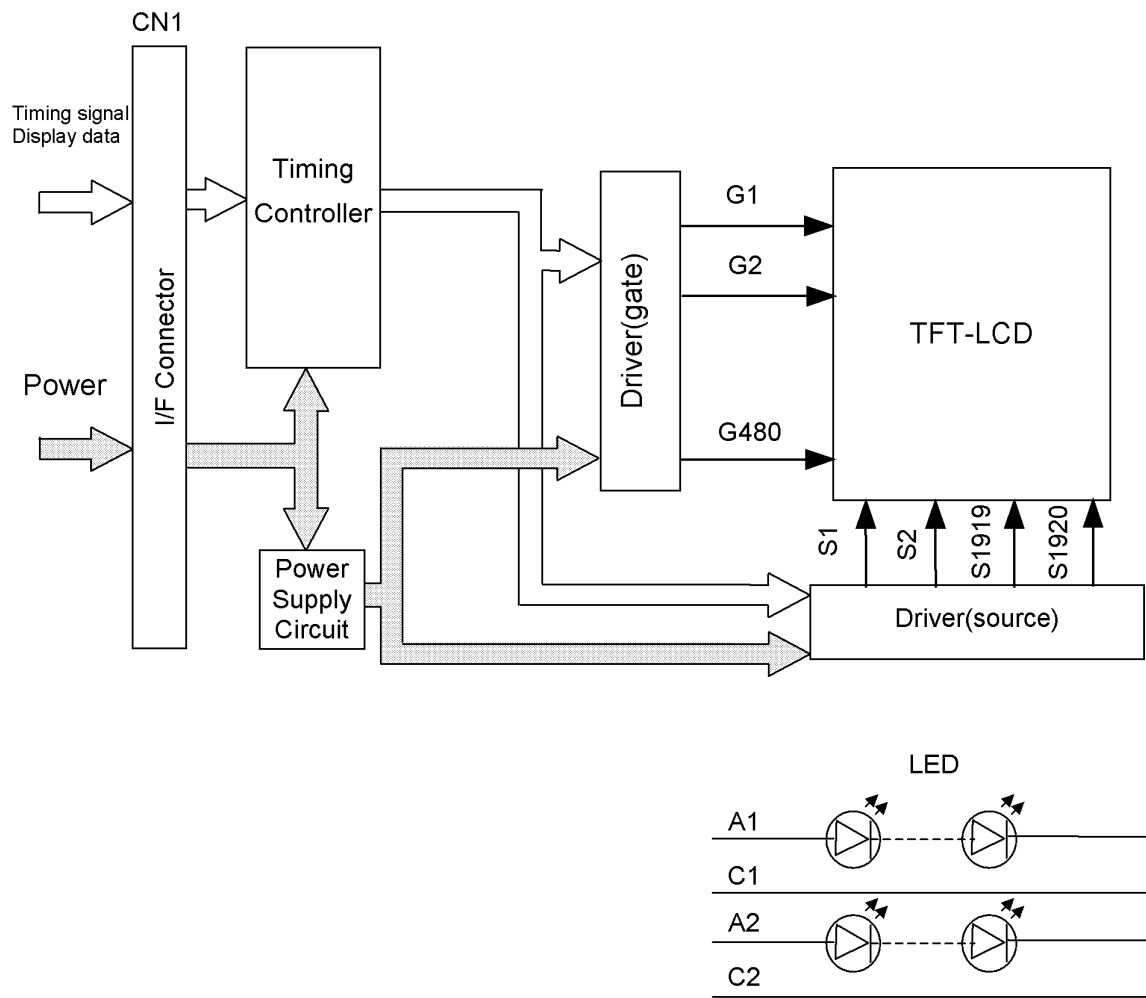 CN1
Timing signal
Display data
Power
I/F Connector
Timing
Controller
Power
Supply
Circuit
Driver(gate)
G1
G2
G480
TFT-LCD
S1
S2
S1919
S1920
Driver(source)
LED
A1
C1
A2
C2